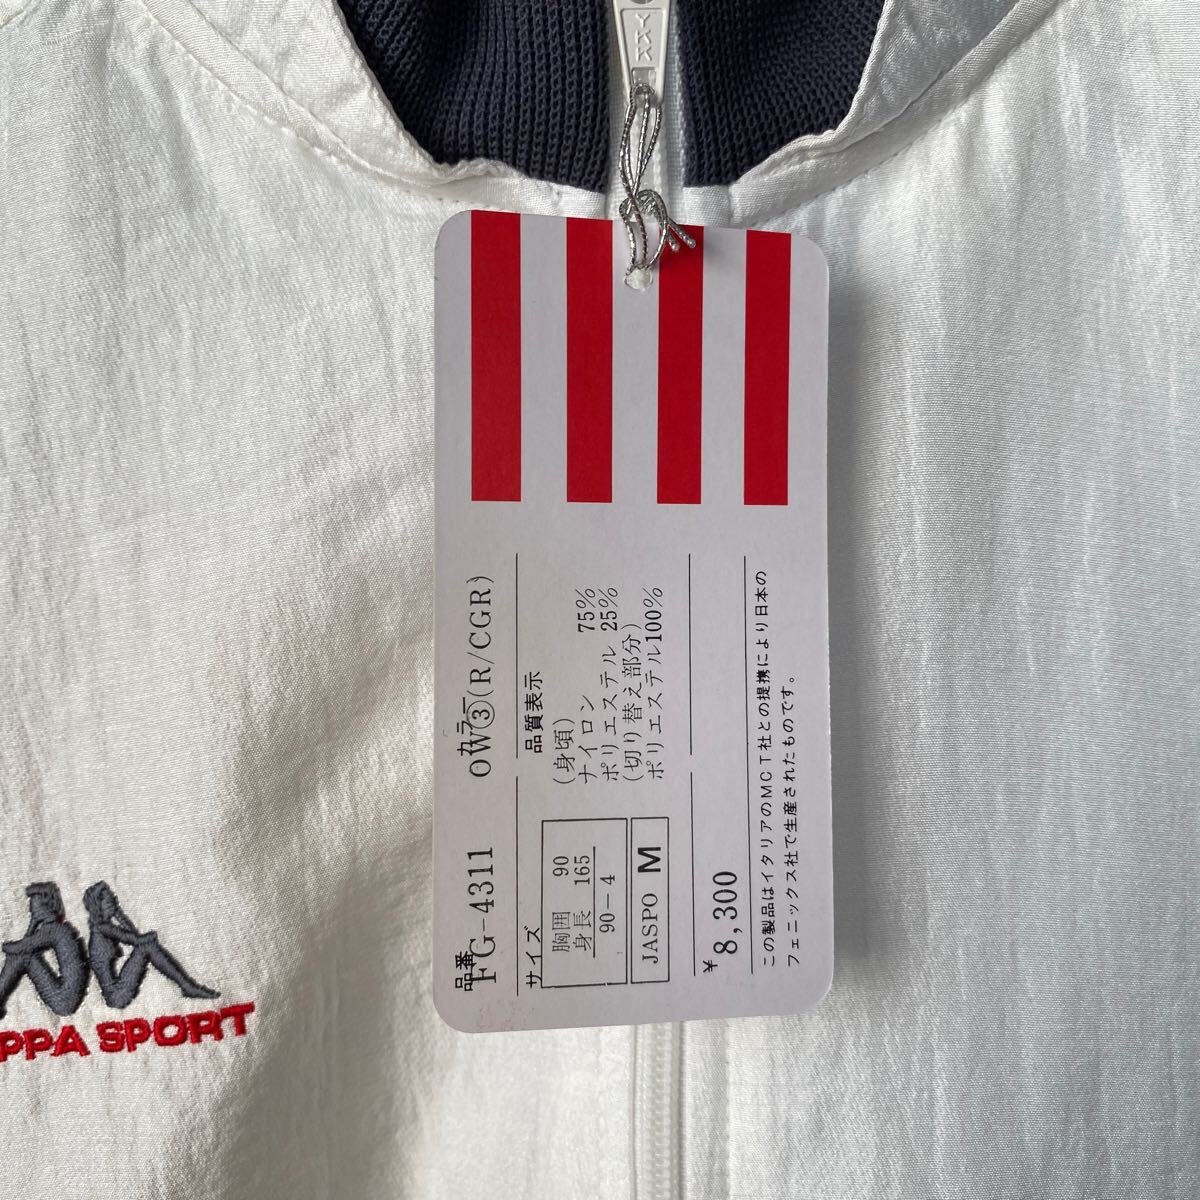 YKK
品番
FG-4311
カラー
OW③(R/CGR)
サイズ
胸囲 90
身長 165
90-4
JASPO M
品質表示
(身頃)
ナイロン 75%
ポリエステル 25%
(切り替え部分)
ポリエステル100%
¥8,300
この製品はイタリアのMCT社との提携により日本の
フェニックス社で生産されたものです。
PPA SPORT